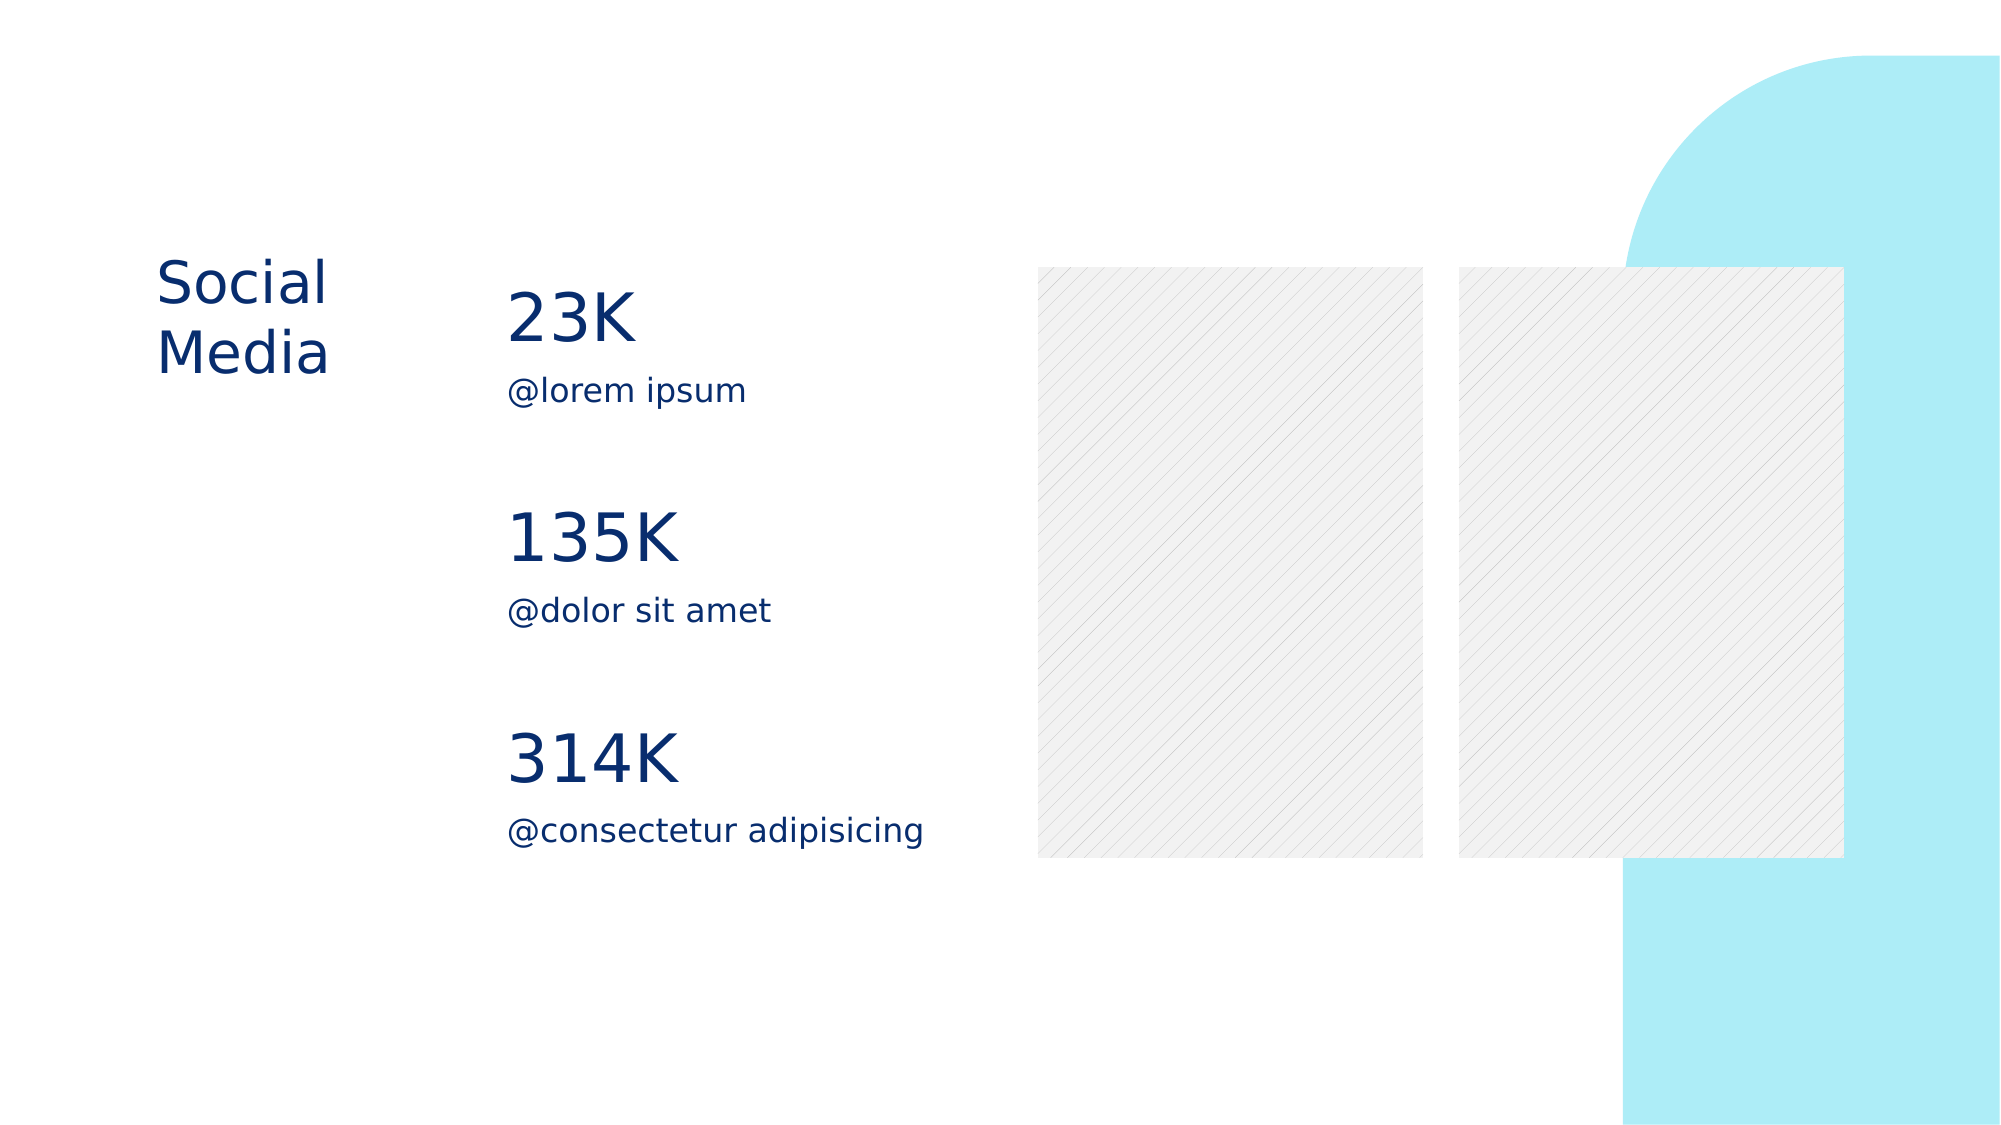 Social
Media
23K
@lorem ipsum
135K
@dolor sit amet
314K
@consectetur adipisicing